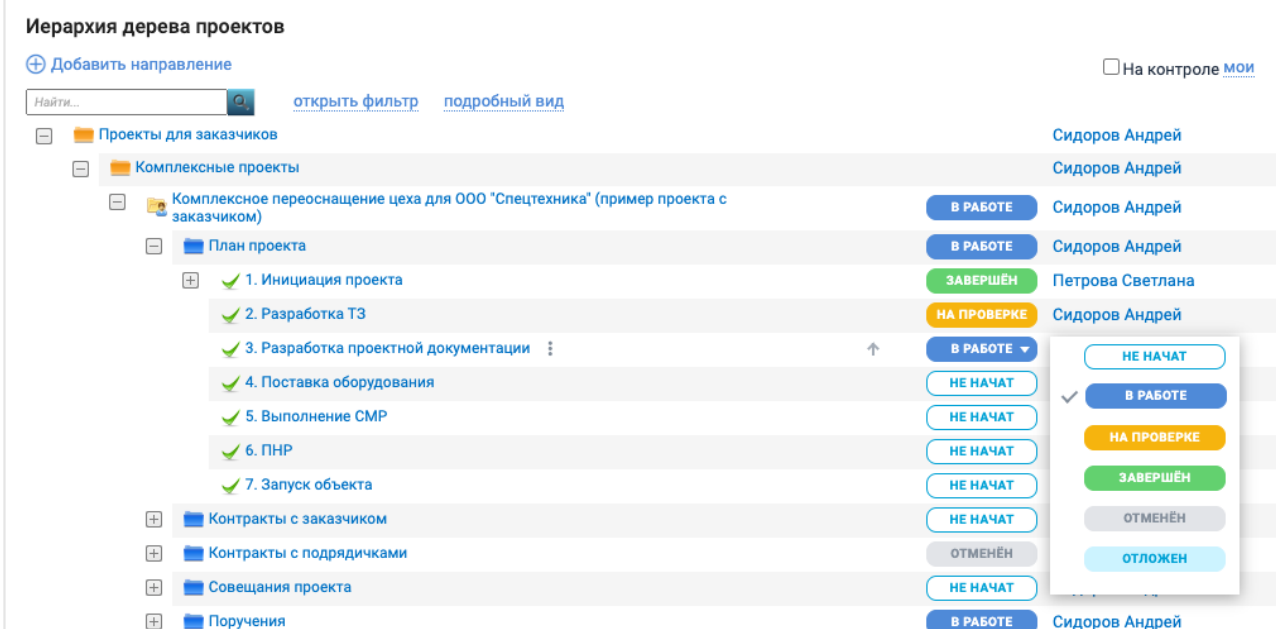 Иерархия дерева проектов
Добавить направление
На контроле мои
Найти...
открыть фильтр подробный вид
Проекты для заказчиков Сидоров Андрей
Комплексные проекты Сидоров Андрей
Комплексное переоснащение цеха для ООО "Спецтехника" (пример проекта с
заказчиком) В РАБОТЕ Сидоров Андрей
План проекта В РАБОТЕ Сидоров Андрей
1. Инициация проекта ЗАВЕРШЁН Петрова Светлана
2. Разработка ТЗ НА ПРОВЕРКЕ Сидоров Андрей
3. Разработка проектной документации В РАБОТЕ
НЕ НАЧАТ
4. Поставка оборудования НЕ НАЧАТ
В РАБОТЕ
5. Выполнение СМР НЕ НАЧАТ
НА ПРОВЕРКЕ
6. ПНР НЕ НАЧАТ
ЗАВЕРШЁН
7. Запуск объекта НЕ НАЧАТ
Контракты с заказчиком НЕ НАЧАТ
ОТМЕНЁН
Контракты с подрядичками ОТМЕНЁН
ОТЛОЖЕН
Совещания проекта НЕ НАЧАТ
Поручения В РАБОТЕ Сидоров Андрей